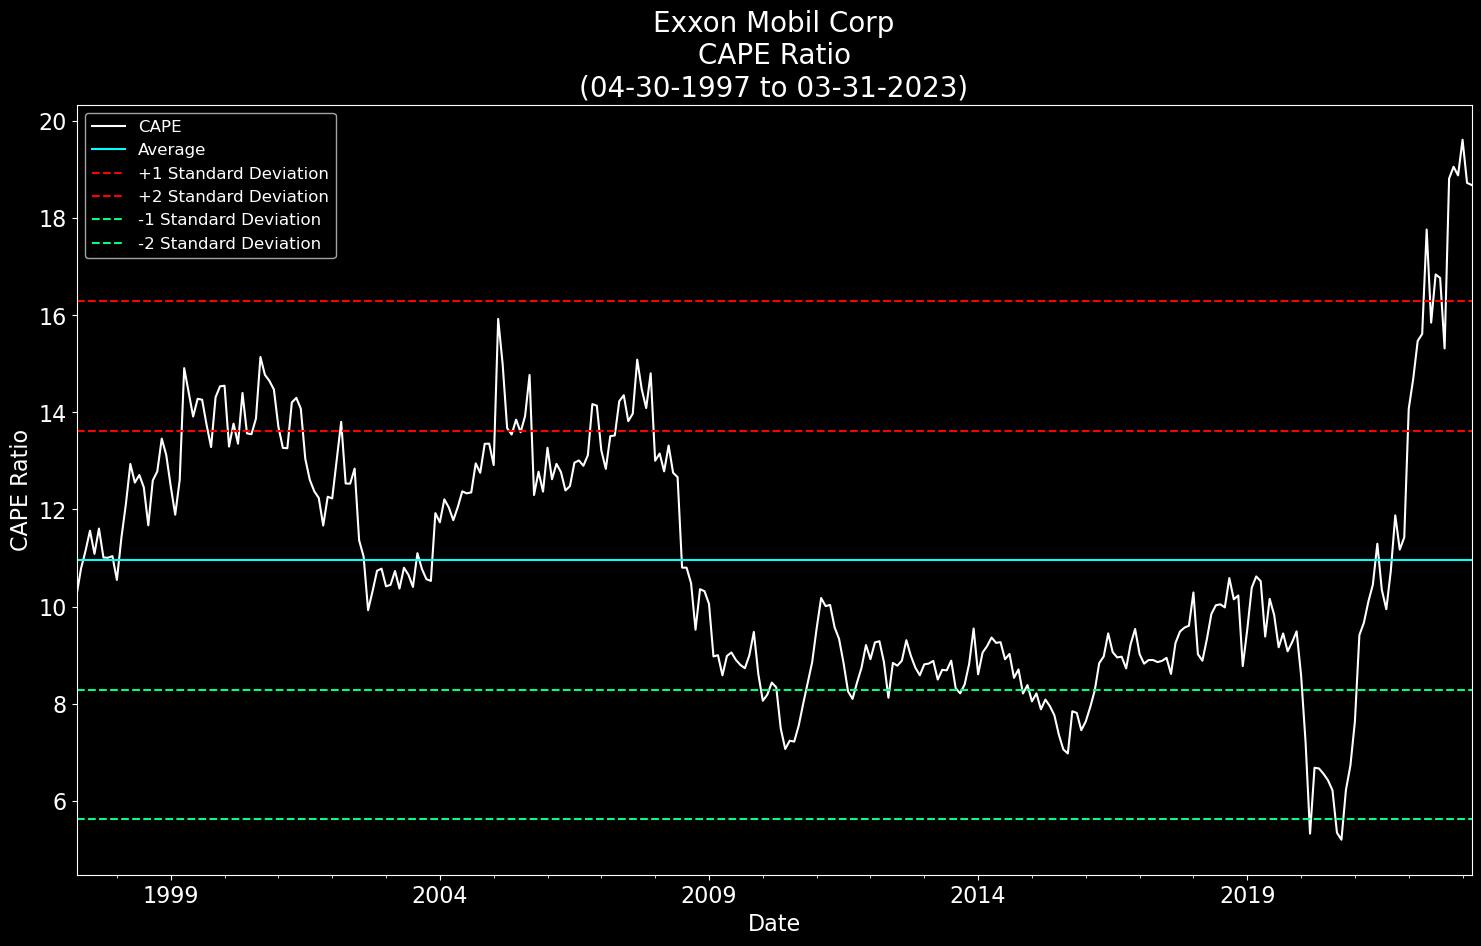 Exxon Mobil Corp
CAPE Ratio
(04-30-1997 to 03-31-2023)
CAPE
Average
+1 Standard Deviation
+2 Standard Deviation
-1 Standard Deviation
-2 Standard Deviation
20
18
16
14
12
10
8
6
CAPE Ratio
1999 2004 2009 2014 2019
Date